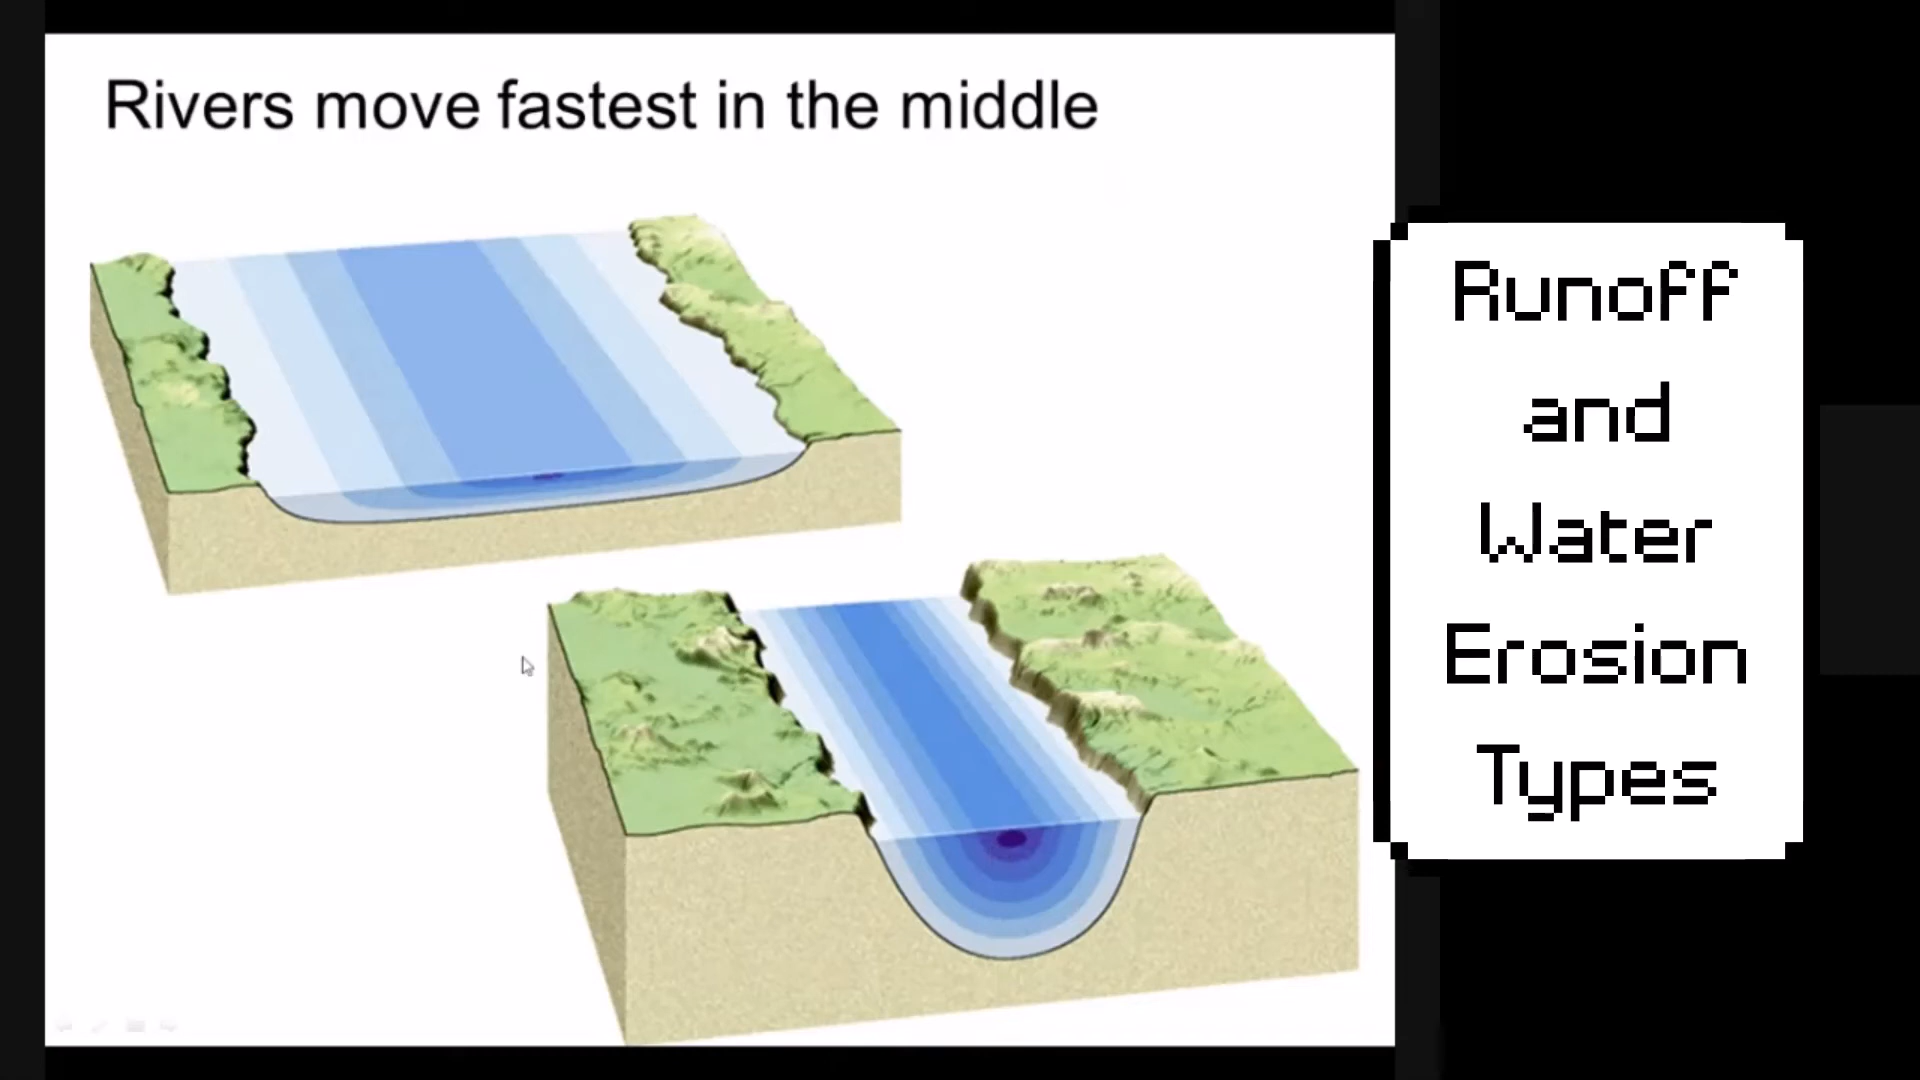 Rivers move fastest in the middle
Runoff
and
Water
Erosion
Types